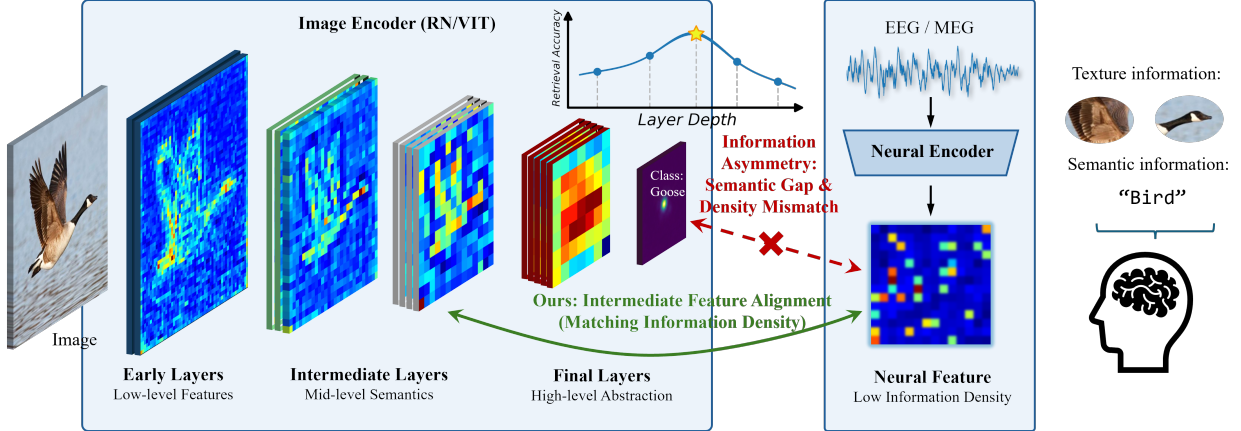 Image Encoder (RN/VIT)
Retrieval Accuracy
Layer Depth
Image
Class:
Goose
Early Layers
Low-level Features
Intermediate Layers
Mid-level Semantics
Final Layers
High-level Abstraction
Information
Asymmetry:
Semantic Gap &
Density Mismatch
Ours: Intermediate Feature Alignment
(Matching Information Density)
EEG / MEG
Neural Encoder
Neural Feature
Low Information Density
Texture information:
Semantic information:
“Bird”